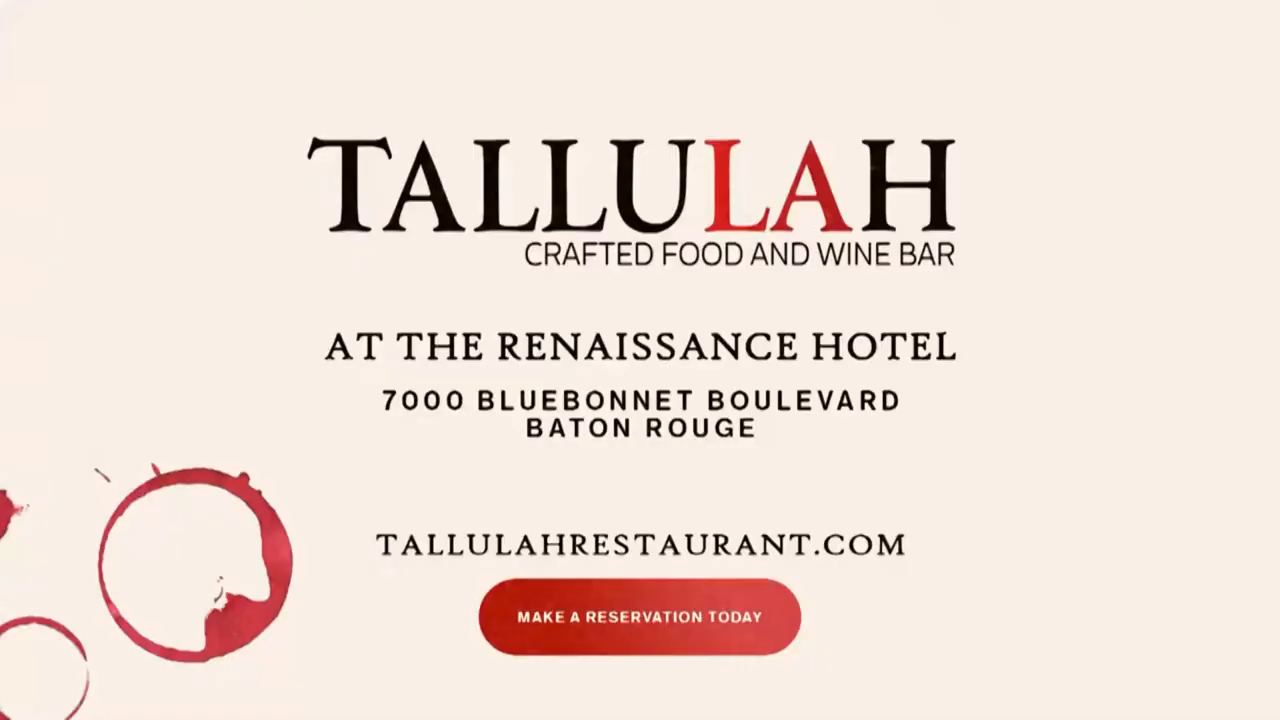 TALLULAH
CRAFTED FOOD AND WINE BAR
AT THE RENAISSANCE HOTEL
7000 BLUEBONNET BOULEVARD
BATON ROUGE
TALLULAHRESTAURANT.COM
MAKE A RESERVATION TODAY